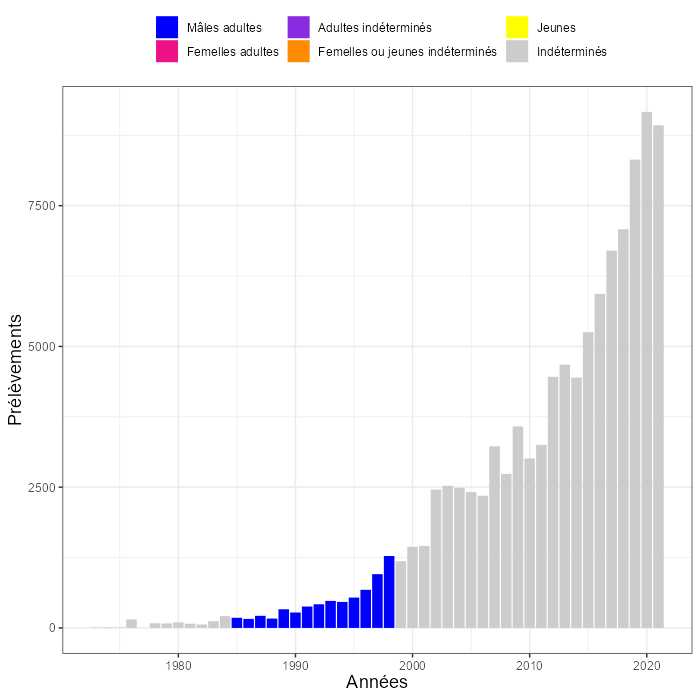 Mâles adultes Adultes indéterminés Jeunes
Femelles adultes Femelles ou jeunes indéterminés Indéterminés
7500
5000
2500
0
Prélèvements
1980 1990 2000 2010 2020
Années